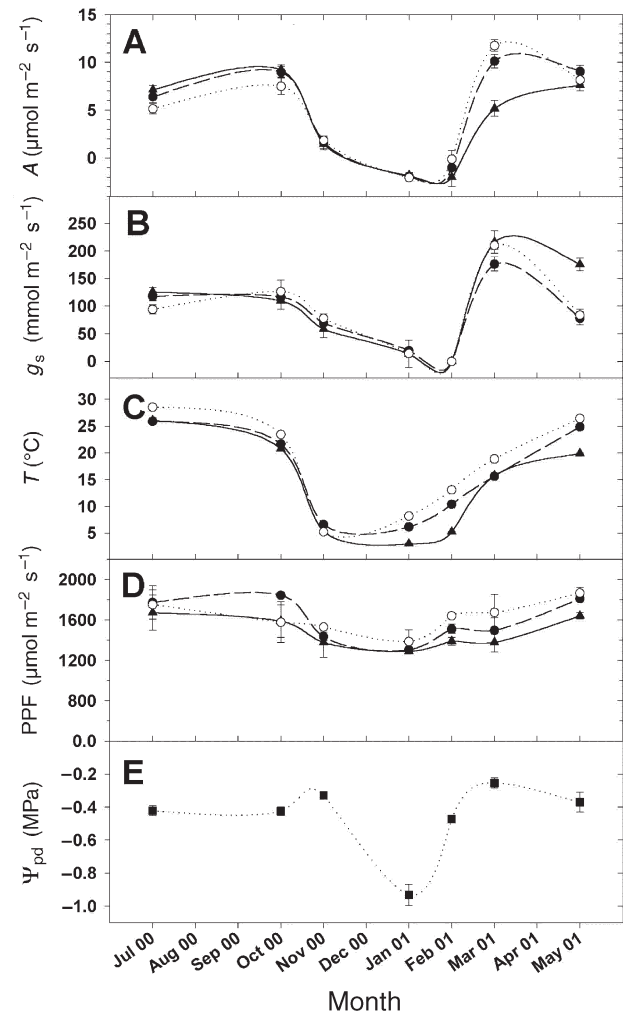 A
15
10
5
0
A (μmol m−2 s−1)
B
250
200
150
100
50
0
gs (mmol m−2 s−1)
C
30
25
20
15
10
5
T (°C)
D
2000
1600
1200
800
0.0
PPF (μmol m−2 s−1)
E
−0.2
−0.4
−0.6
−0.8
−1.0
Ψpd (MPa)
Jul 00 Aug 00 Sep 00 Oct 00 Nov 00 Dec 00 Jan 01 Feb 01 Mar 01 Apr 01 May 01
Month